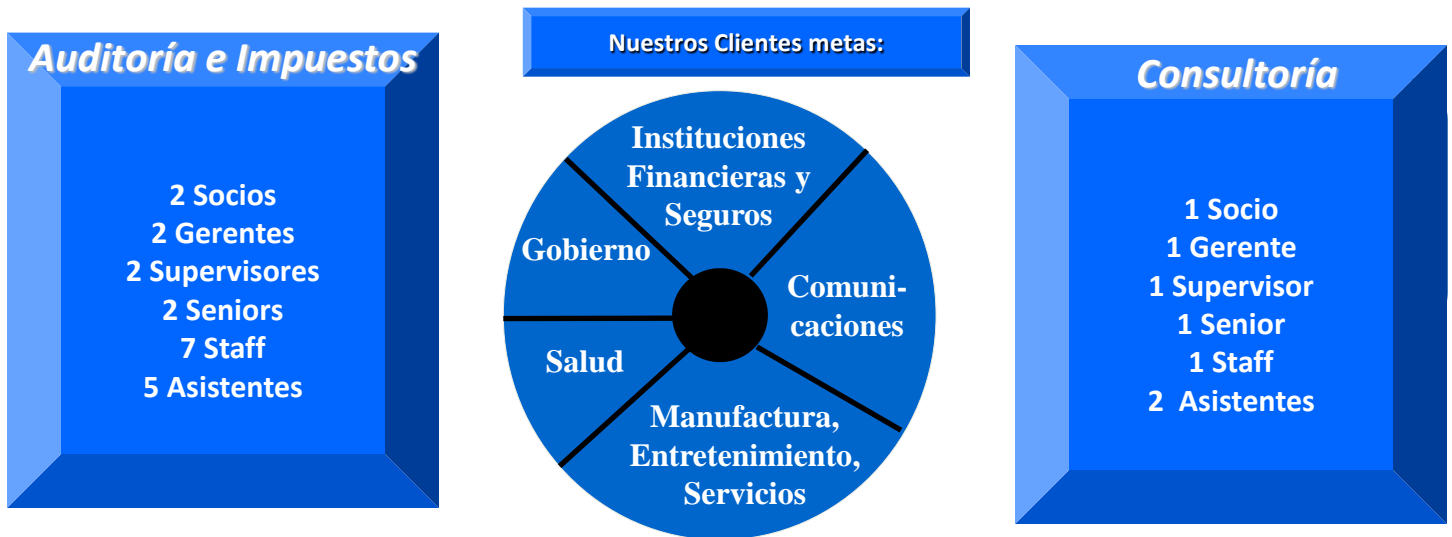 Auditoría e Impuestos
2 Socios
2 Gerentes
2 Supervisores
2 Seniors
7 Staff
5 Asistentes
Nuestros Clientes metas:
Instituciones
Financieras y
Seguros
Gobierno
Comuni-
caciones
Salud
Manufactura,
Entretenimiento,
Servicios
Consultoría
1 Socio
1 Gerente
1 Supervisor
1 Senior
1 Staff
2 Asistentes